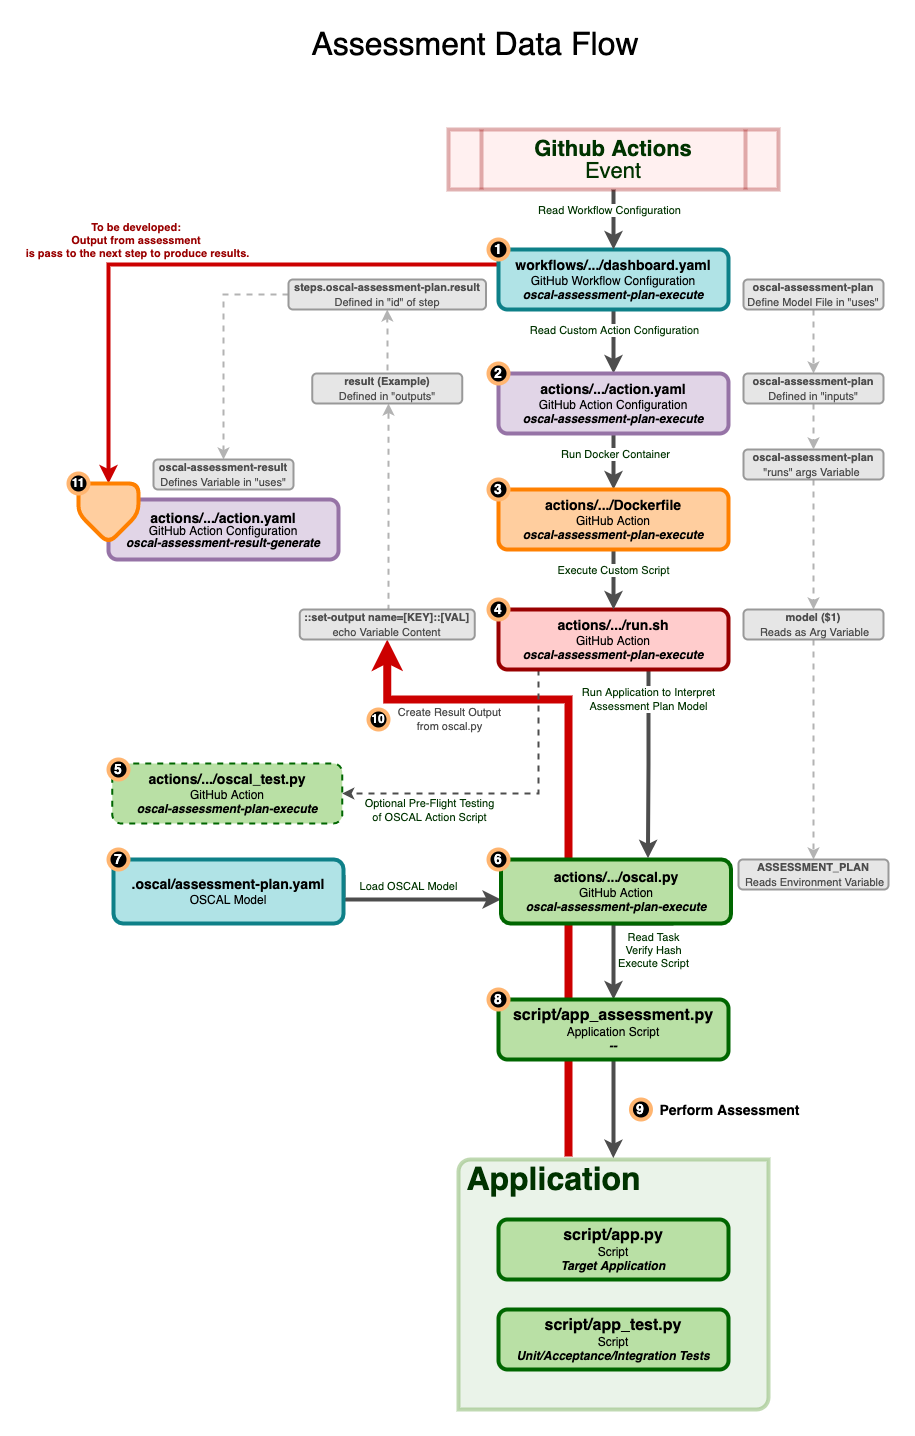 Assessment Data Flow
Github Actions
Event
Read Workflow Configuration
To be developed:
Output from assessment
is pass to the next step to produce results.
1
workflows/.../dashboard.yaml
GitHub Workflow Configuration
oscal-assessment-plan-execute
steps.oscal-assessment-plan.result
Defined in "id" of step
oscal-assessment-plan
Define Model File in "uses"
Read Custom Action Configuration
2
actions/.../action.yaml
GitHub Action Configuration
oscal-assessment-plan-execute
result (Example)
Defined in "outputs"
oscal-assessment-plan
Defined in "inputs"
Run Docker Container
oscal-assessment-result
Defines Variable in "uses"
oscal-assessment-plan
"runs" args Variable
11
actions/.../action.yaml
GitHub Action Configuration
oscal-assessment-result-generate
3
actions/.../Dockerfile
GitHub Action
oscal-assessment-plan-execute
Execute Custom Script
::set-output name=[KEY]::[VAL]
echo Variable Content
4
actions/.../run.sh
GitHub Action
oscal-assessment-plan-execute
model ($1)
Reads as Arg Variable
Run Application to Interpret
Assessment Plan Model
10
Create Result Output
from oscal.py
5
actions/.../oscal_test.py
GitHub Action
oscal-assessment-plan-execute
Optional Pre-Flight Testing
of OSCAL Action Script
7
.oscal/assessment-plan.yaml
OSCAL Model
Load OSCAL Model
6
actions/.../oscal.py
GitHub Action
oscal-assessment-plan-execute
ASSESSMENT_PLAN
Reads Environment Variable
Read Task
Verify Hash
Execute Script
8
script/app_assessment.py
Application Script
--
9
Perform Assessment
Application
script/app.py
Script
Target Application
script/app_test.py
Script
Unit/Acceptance/Integration Tests